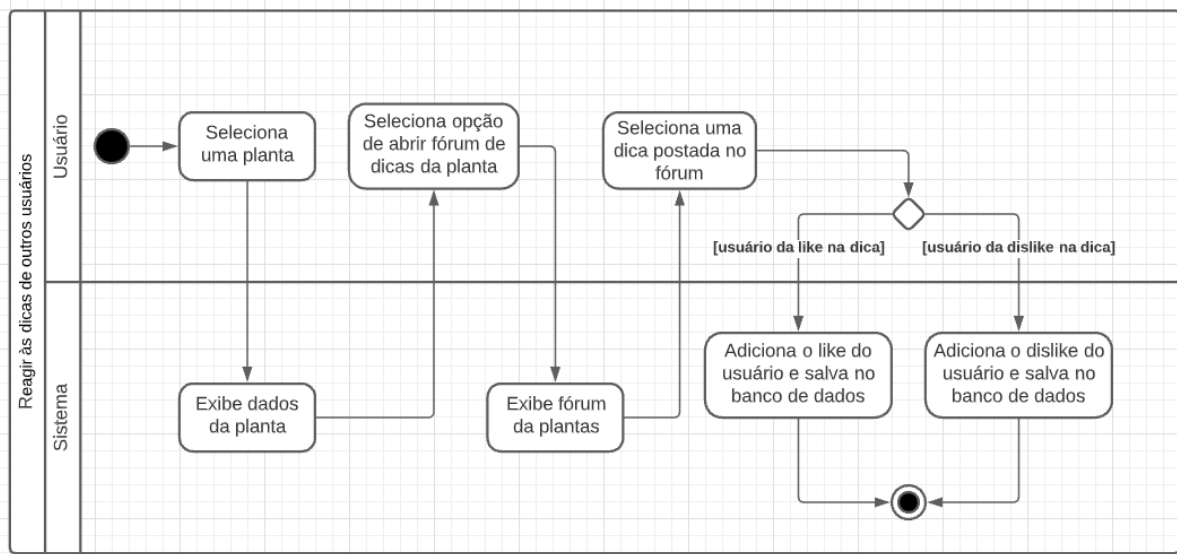 Reagir às dicas de outros usuários
Usuário
Sistema
Seleciona
uma planta
Seleciona opção
de abrir fórum de
dicas da planta
Seleciona uma
dica postada no
fórum
[usuário da like na dica]
[usuário da dislike na dica]
Exibe dados
da planta
Exibe fórum
da plantas
Adiciona o like do
usuário e salva no
banco de dados
Adiciona o dislike do
usuário e salva no
banco de dados